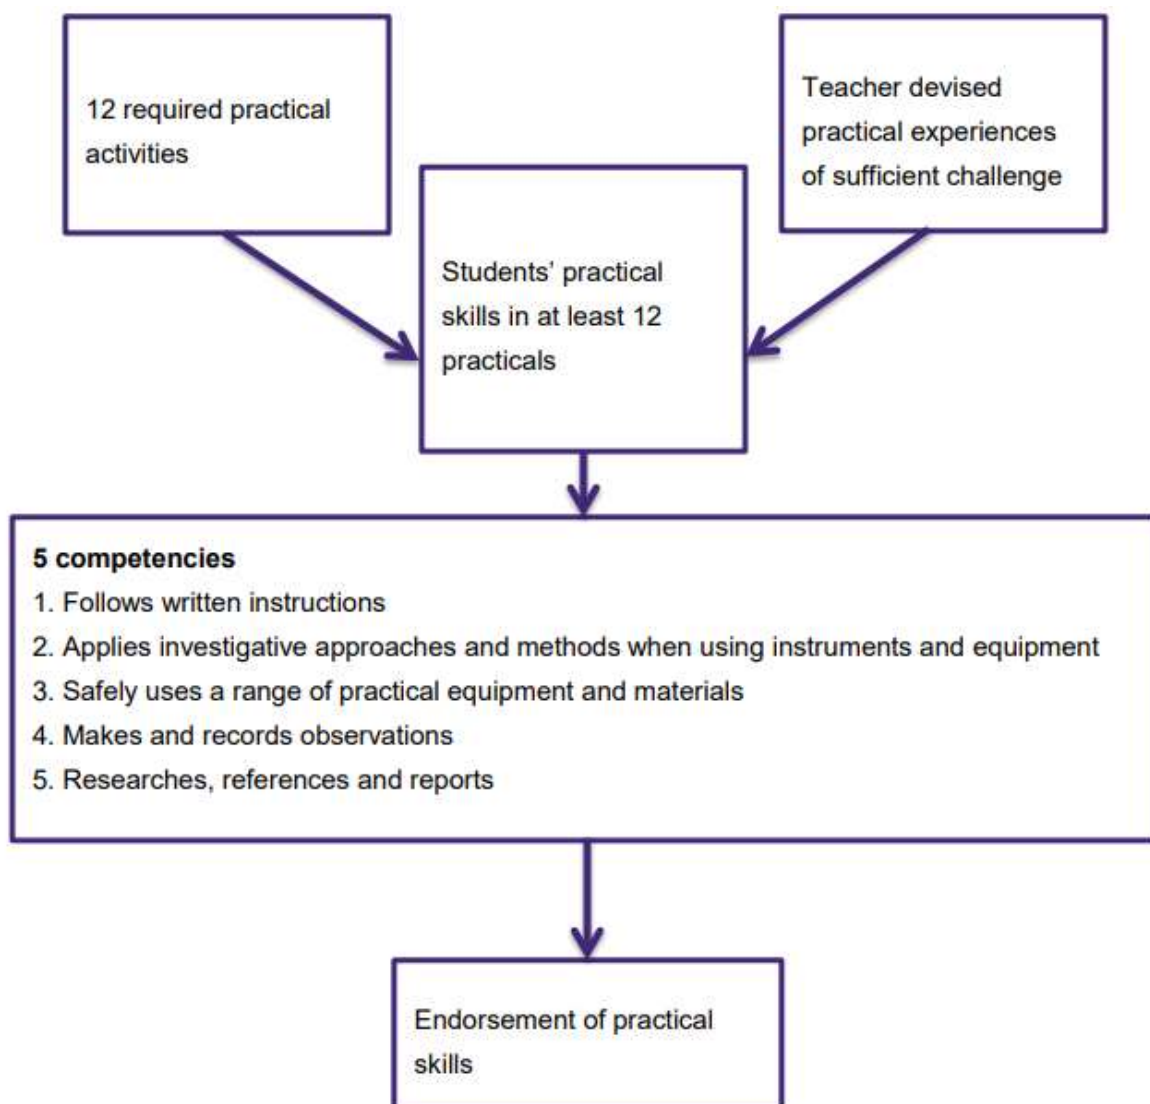 12 required practical
activities
Teacher devised
practical experiences
of sufficient challenge
Students’ practical
skills in at least 12
practicals
5 competencies
1. Follows written instructions
2. Applies investigative approaches and methods when using instruments and equipment
3. Safely uses a range of practical equipment and materials
4. Makes and records observations
5. Researches, references and reports
Endorsement of practical
skills